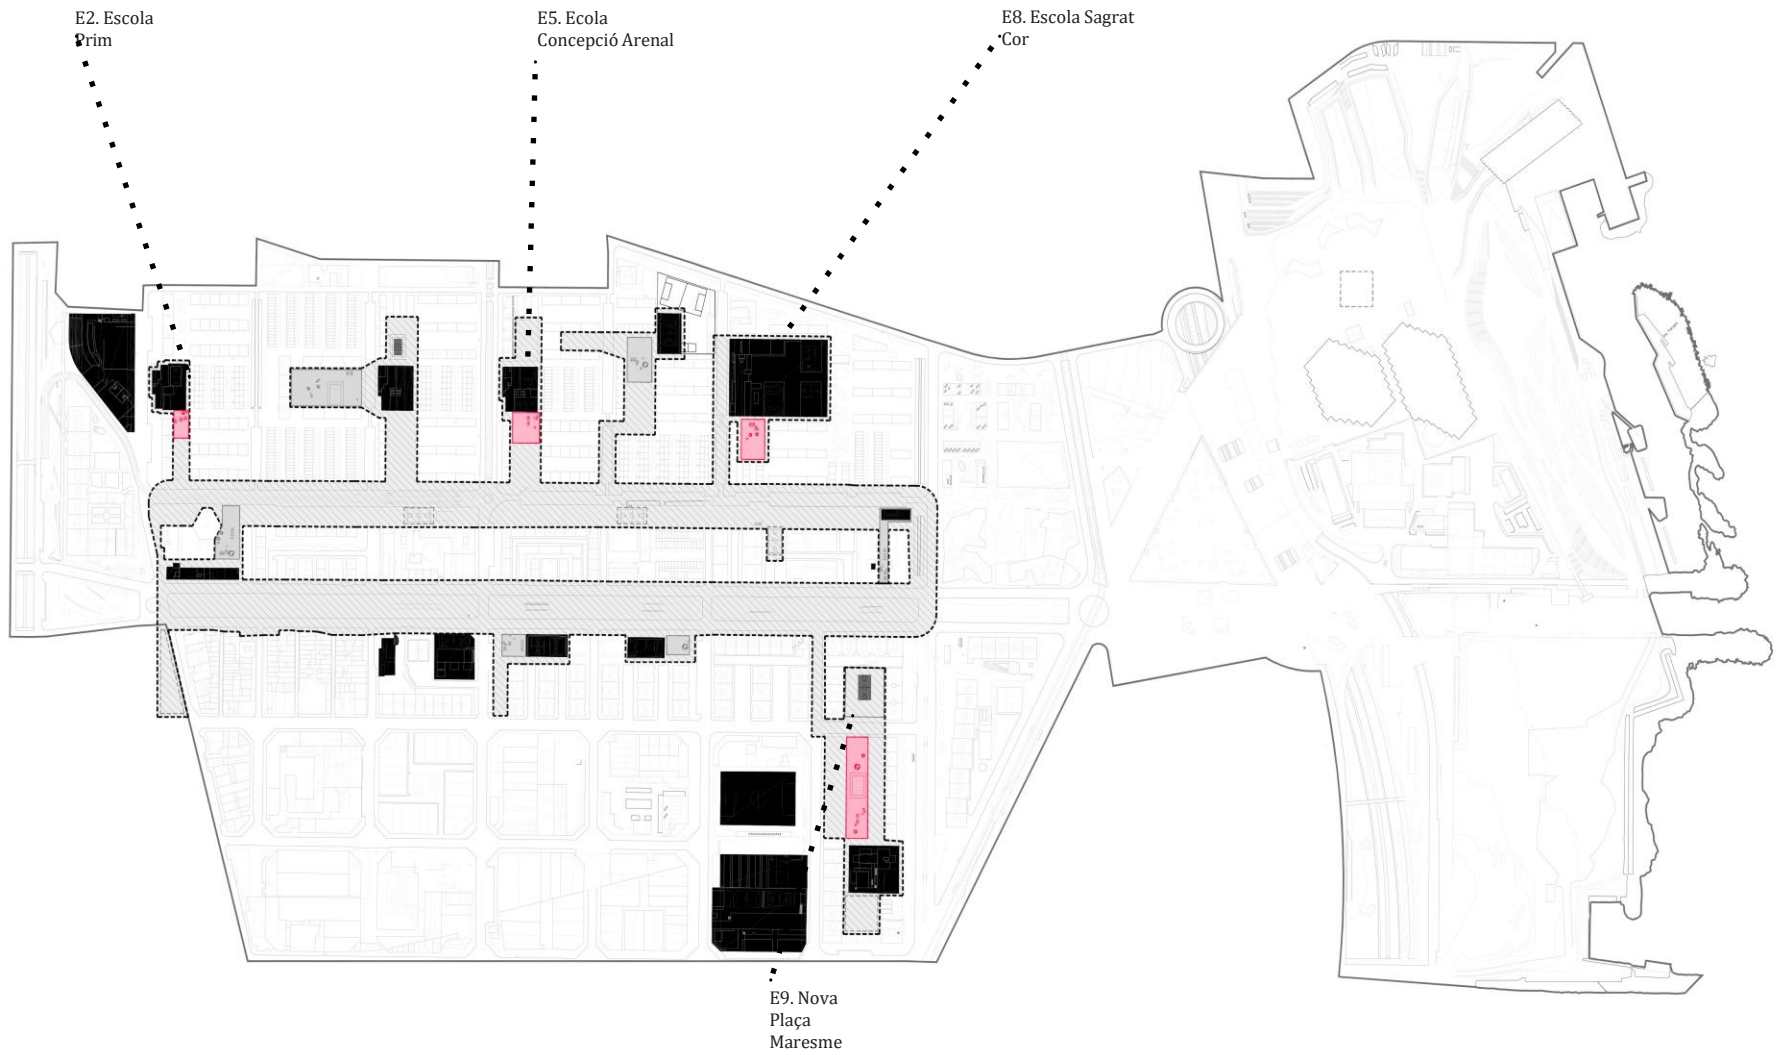 E2. Escola
Prim
E5. Ecola
Concepció Arenal
E8. Escola Sagrat
Cor
E9. Nova
Plaça
Maresme